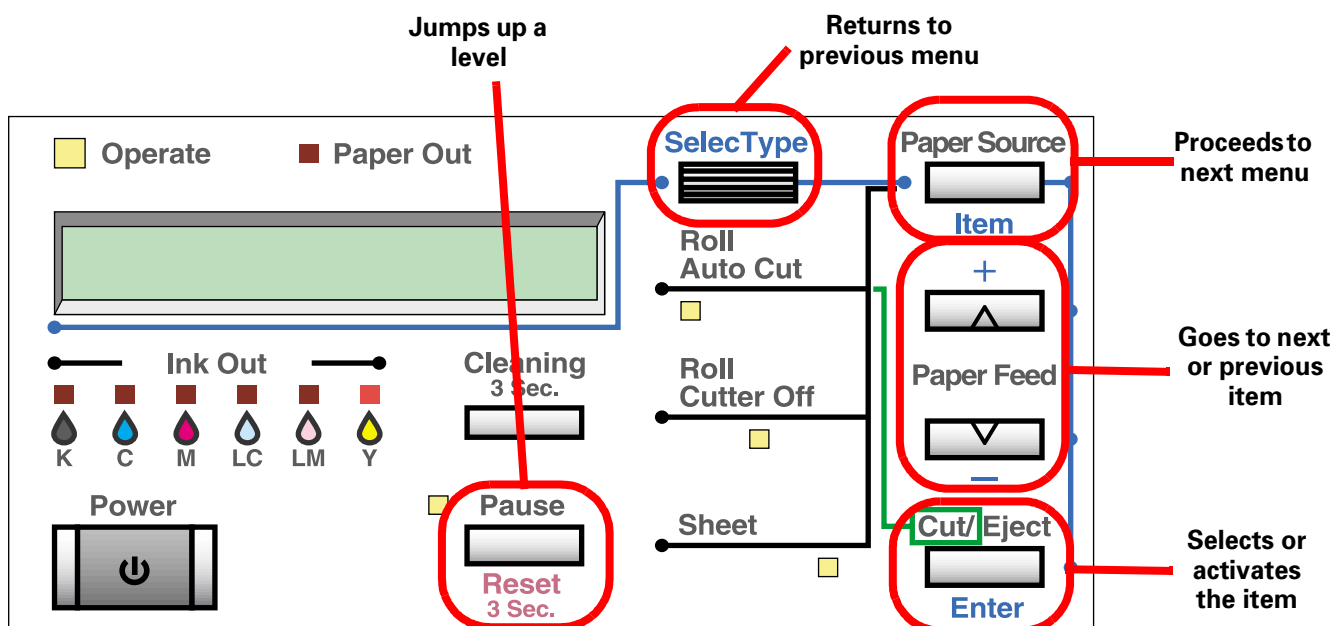 Jumps up a
level
Returns to
previous menu
Operate
Paper Out
SelecType
Paper Source
Item
Proceeds to
next menu
Roll
Auto Cut
+
Paper Feed
−
Goes to next
or previous
item
Ink Out
K C M LC LM Y
Cleaning
3 Sec.
Roll
Cutter Off
Power
Pause
Reset
3 Sec.
Sheet
Cut/ Eject
Enter
Selects or
activates
the item